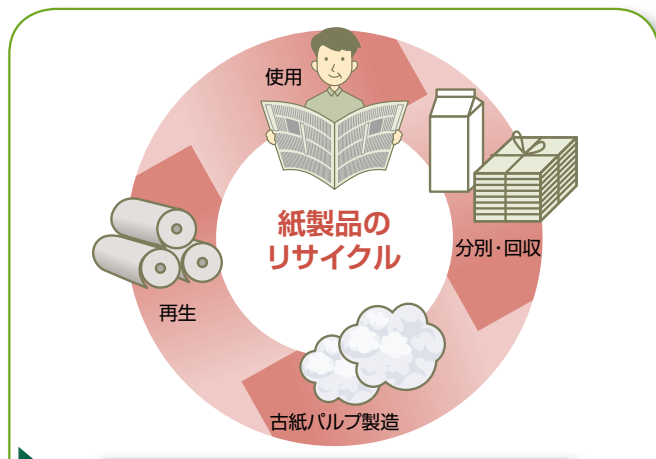 使用
紙製品の
リサイクル
分別・回収
再生
古紙パルプ製造